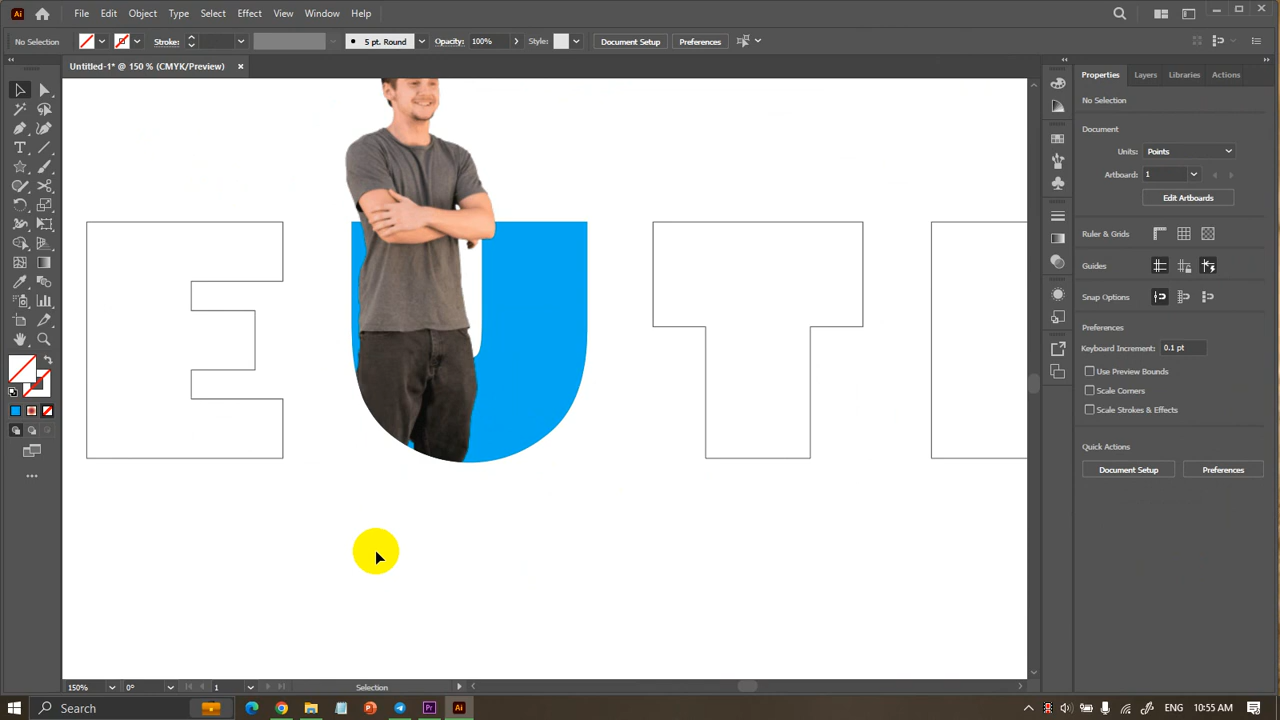 Ai File Edit Object Type Select Effect View Window Help
No Selection Stroke: 5 pt. Round Opacity: 100% Style: Document Setup Preferences
Untitled-1* @ 150 % (CMYK/Preview) ×
Properties Layers Libraries Actions
No Selection
Document
Units: Points
Artboard: 1
Edit Artboards
Ruler & Grids
Guides
Snap Options
Preferences
Keyboard Increment: 0.1 pt
Use Preview Bounds
Scale Corners
Scale Strokes & Effects
Quick Actions
Document Setup Preferences
E U T
150% 0° 1 Selection
Search Pr Ai ENG 10:55 AM